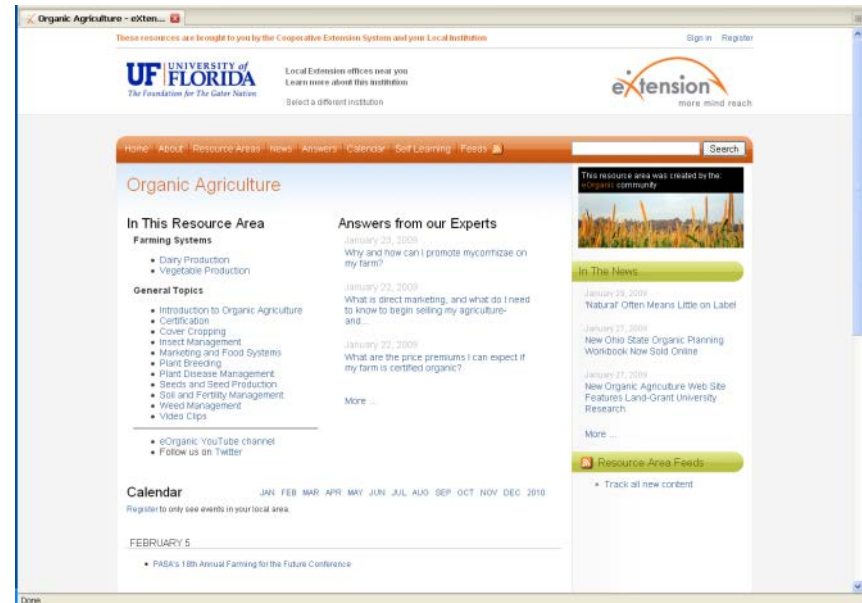 Organic Agriculture - eXten...
These resources are brought to you by the Cooperative Extension System and your Local Institution
Sign in Register
UF UNIVERSITY of FLORIDA
The Foundation for The Gator Nation
Local Extension offices near you
Learn more about this institution
Select a different institution
eXtension
more mind reach
Home About Resource Areas News Answers Calendar Self Learning Feeds
Search
Organic Agriculture
In This Resource Area
Farming Systems
Dairy Production
Vegetable Production
General Topics
Introduction to Organic Agriculture
Certification
Cover Cropping
Insect Management
Marketing and Food Systems
Plant Breeding
Plant Disease Management
Seeds and Seed Production
Soil and Fertility Management
Weed Management
Video Clips
eOrganic YouTube channel
Follow us on Twitter
Answers from our Experts
January 23, 2009
Why and how can I promote mycorrhizae on
my farm?
January 22, 2009
What is direct marketing, and what do I need
to know to begin selling my agriculture-
and...
January 22, 2009
What are the price premiums I can expect if
my farm is certified organic?
More ...
Calendar
JAN FEB MAR APR MAY JUN JUL AUG SEP OCT NOV DEC 2010
Register to only see events in your local area.
FEBRUARY 5
PASA's 18th Annual Farming for the Future Conference
This resource area was created by the:
eOrganic community
In The News...
January 29, 2009
'Natural' Often Means Little on Label
January 27, 2009
New Ohio State Organic Planning
Workbook Now Sold Online
January 27, 2009
New Organic Agriculture Web Site
Features Land-Grant University
Research
More ...
Resource Area Feeds
Track all new content
Done